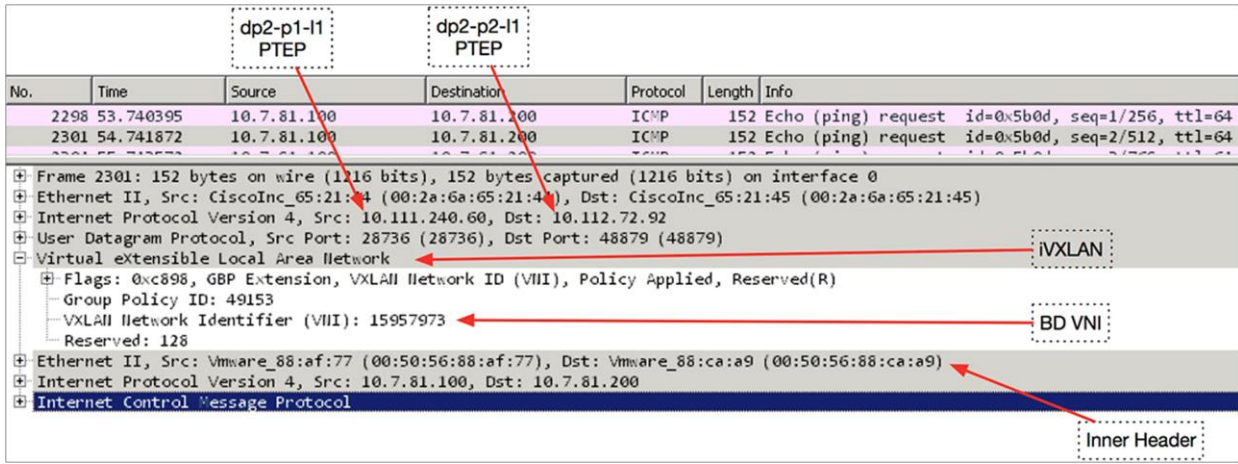 dp2-p1-l1
PTEP
dp2-p2-l1
PTEP
No. Time Source Destination Protocol Length Info
2298 53.740395 10.7.81.100 10.7.81.200 ICMP 152 Echo (ping) request id=0x5b0d, seq=1/256, ttl=64
2301 54.741872 10.7.81.100 10.7.81.200 ICMP 152 Echo (ping) request id=0x5b0d, seq=2/512, ttl=64
Frame 2301: 152 bytes on wire (1216 bits), 152 bytes captured (1216 bits) on interface 0
Ethernet II, Src: CiscoInc_65:21:44 (00:2a:6a:65:21:44), Dst: CiscoInc_65:21:45 (00:2a:6a:65:21:45)
Internet Protocol Version 4, Src: 10.111.240.60, Dst: 10.112.72.92
User Datagram Protocol, Src Port: 28736 (28736), Dst Port: 48879 (48879)
Virtual eXtensible Local Area Network
iVXLAN
Flags: 0xc898, GBP Extension, VXLAN Network ID (VNI), Policy Applied, Reserved(R)
Group Policy ID: 49153
VXLAN Network Identifier (VNI): 15957973
BD VNI
Reserved: 128
Ethernet II, Src: Vmware_88:af:77 (00:50:56:88:af:77), Dst: Vmware_88:ca:a9 (00:50:56:88:ca:a9)
Internet Protocol Version 4, Src: 10.7.81.100, Dst: 10.7.81.200
Internet Control Message Protocol
Inner Header